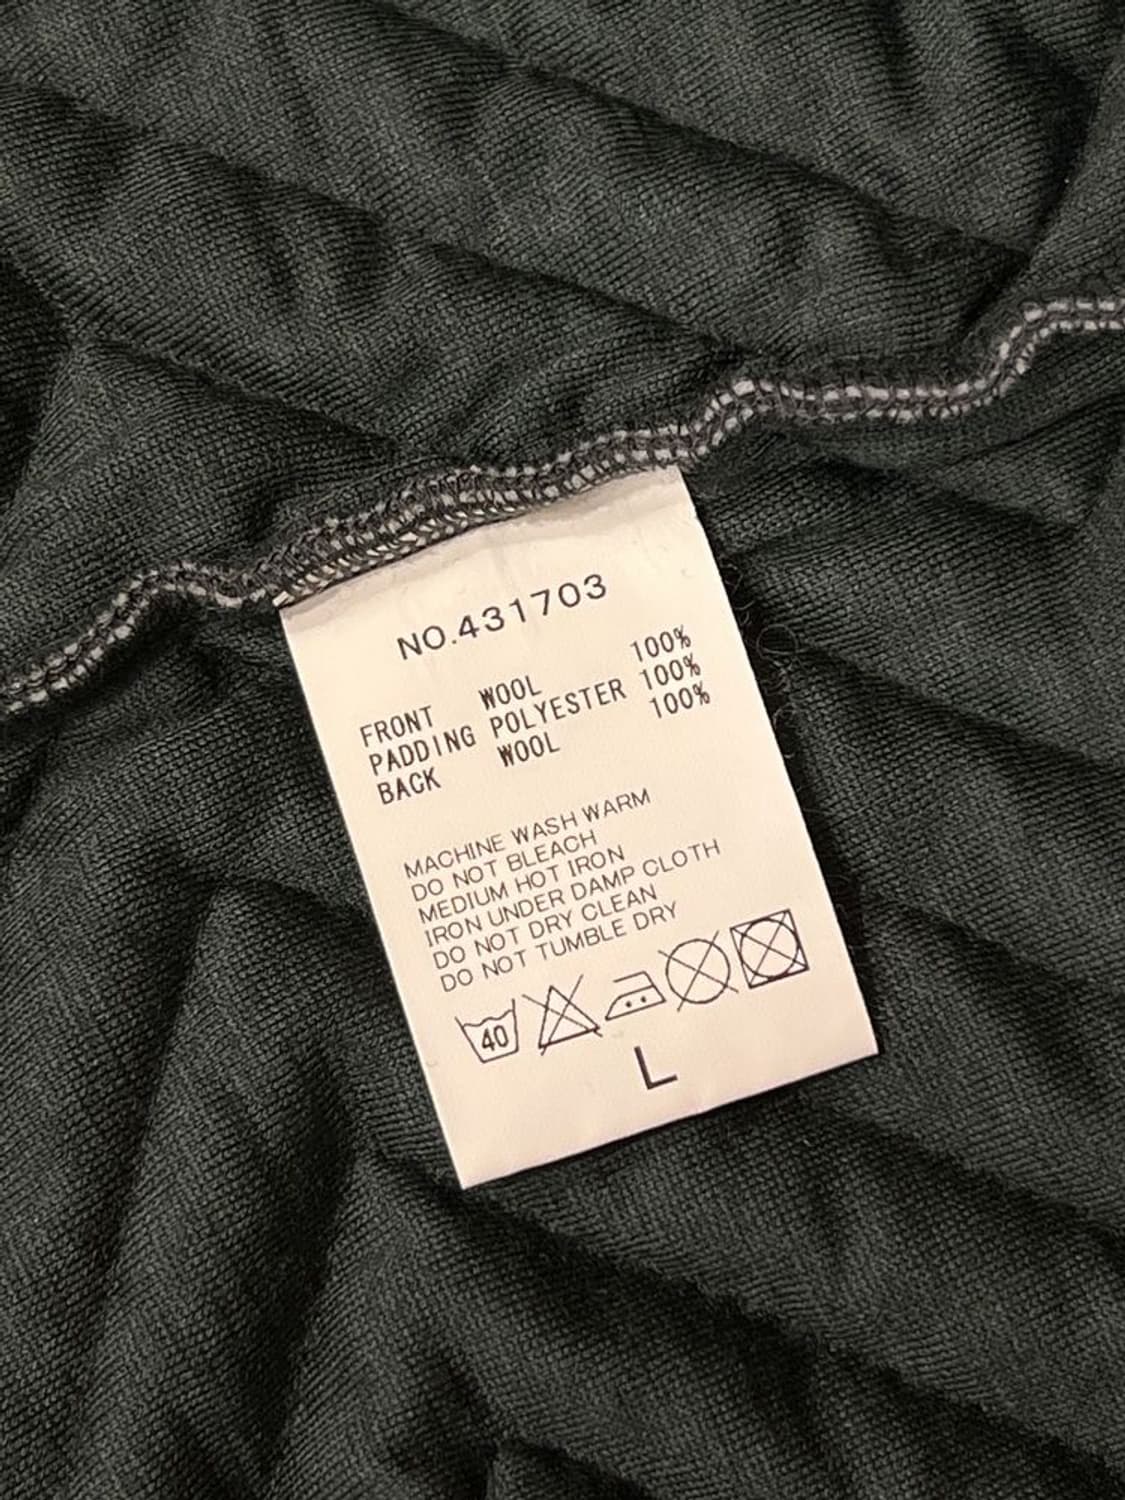 NO.431703
FRONT WOOL 100%
PADDING POLYESTER 100%
BACK WOOL 100%
MACHINE WASH WARM
DO NOT BLEACH
MEDIUM HOT IRON
IRON UNDER DAMP CLOTH
DO NOT DRY CLEAN
DO NOT TUMBLE DRY
40
L